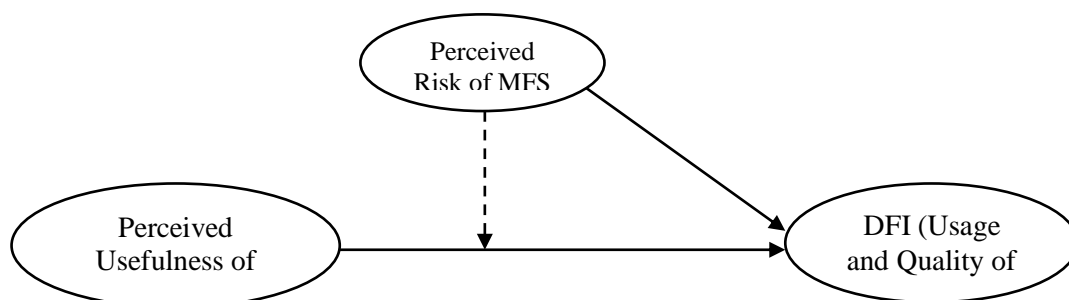 Perceived
Risk of MFS
Perceived
Usefulness of
DFI (Usage
and Quality of